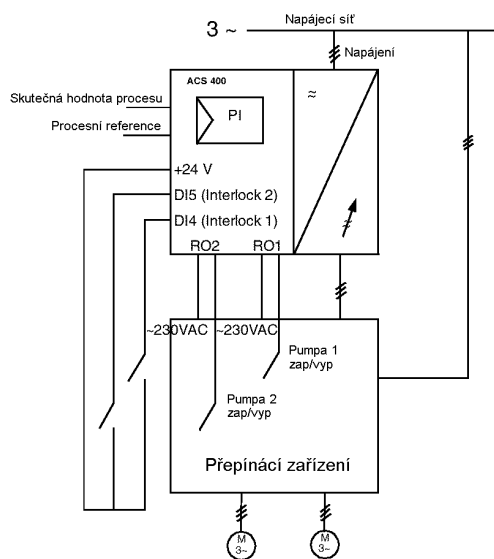 3 ~
Napájecí síť
Napájení
ACS 400
Skutečná hodnota procesu
PI
≈
Procesní reference
+24 V
DI5 (Interlock 2)
DI4 (Interlock 1)
RO2 RO1
~230VAC ~230VAC
Pumpa 1
zap/vyp
Pumpa 2
zap/vyp
Přepínácí zařízení
M
3~
M
3~